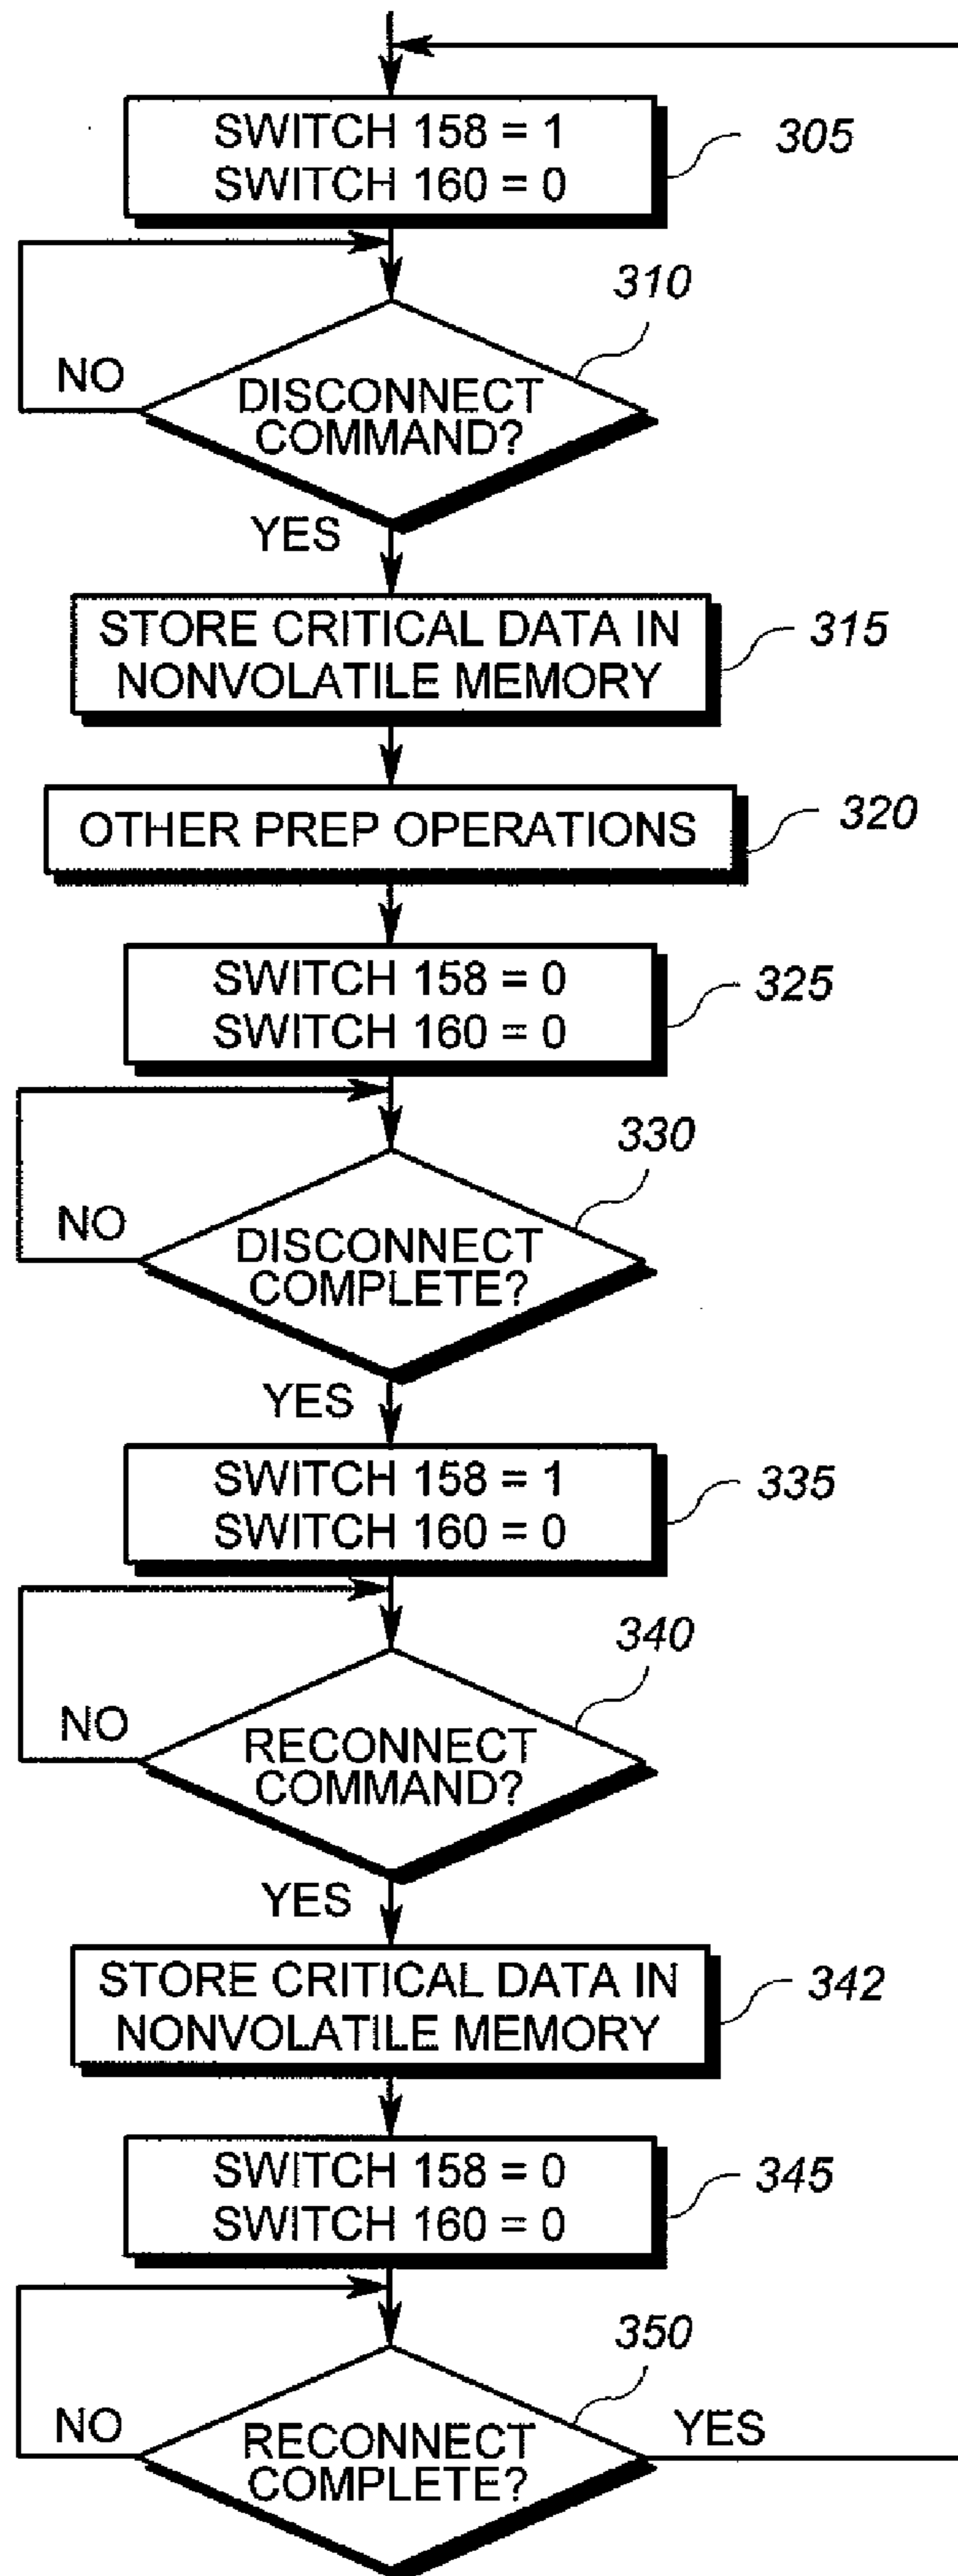 SWITCH 158 = 1
SWITCH 160 = 0
305
310
NO
DISCONNECT
COMMAND?
YES
STORE CRITICAL DATA IN
NONVOLATILE MEMORY
315
OTHER PREP OPERATIONS
320
SWITCH 158 = 0
SWITCH 160 = 0
325
330
NO
DISCONNECT
COMPLETE?
YES
SWITCH 158 = 1
SWITCH 160 = 0
335
340
NO
RECONNECT
COMMAND?
YES
STORE CRITICAL DATA IN
NONVOLATILE MEMORY
342
SWITCH 158 = 0
SWITCH 160 = 0
345
350
NO
RECONNECT
COMPLETE?
YES